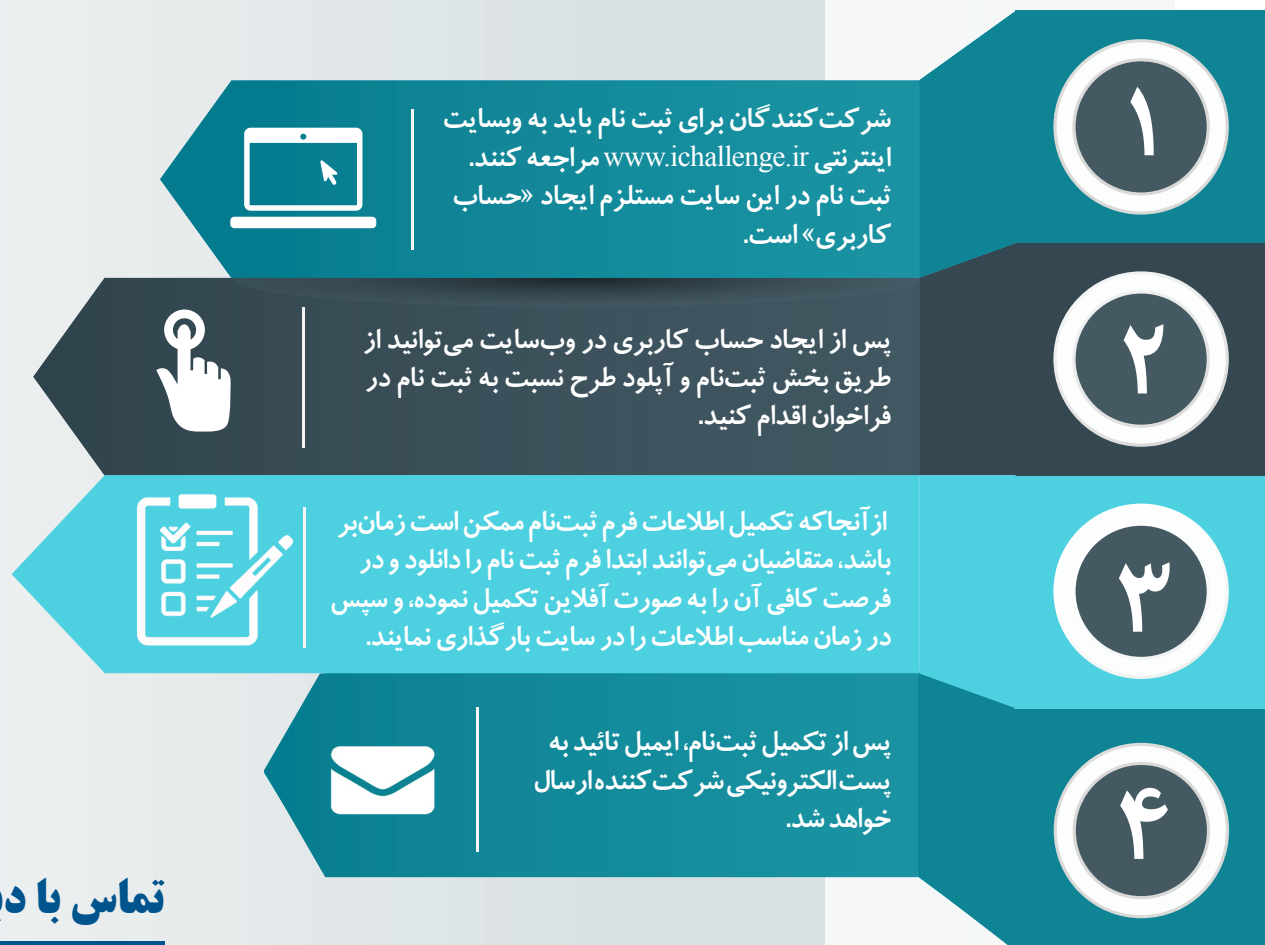 ۱
شرکت‌کنندگان برای ثبت نام باید به وبسایت
اینترنتی www.ichallenge.ir مراجعه کنند.
ثبت نام در این سایت مستلزم ایجاد «حساب
کاربری» است.
۲
پس از ایجاد حساب کاربری در وب‌سایت می‌توانید از
طریق بخش ثبت‌نام و آپلود طرح نسبت به ثبت نام در
فراخوان اقدام کنید.
۳
ازآنجاکه تکمیل اطلاعات فرم ثبت‌نام ممکن است زمان‌بر
باشد، متقاضیان می‌توانند ابتدا فرم ثبت نام را دانلود و در
فرصت کافی آن را به صورت آفلاین تکمیل نموده، و سپس
در زمان مناسب اطلاعات را در سایت بارگذاری نمایند.
۴
پس از تکمیل ثبت‌نام، ایمیل تائید به
پست‌الکترونیکی شرکت‌کننده ارسال
خواهد شد.
تماس با